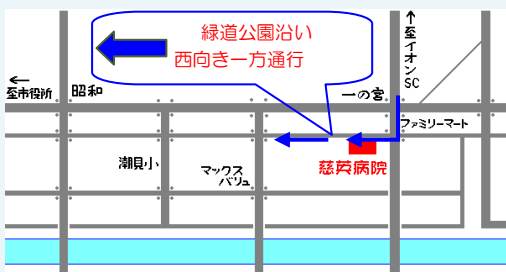 緑道公園沿い
西向き一方通行
↑至イオンSC
←
至市役所
昭和
一の宮
ファミリーマート
潮見小
マックス
バリュ
慈英病院